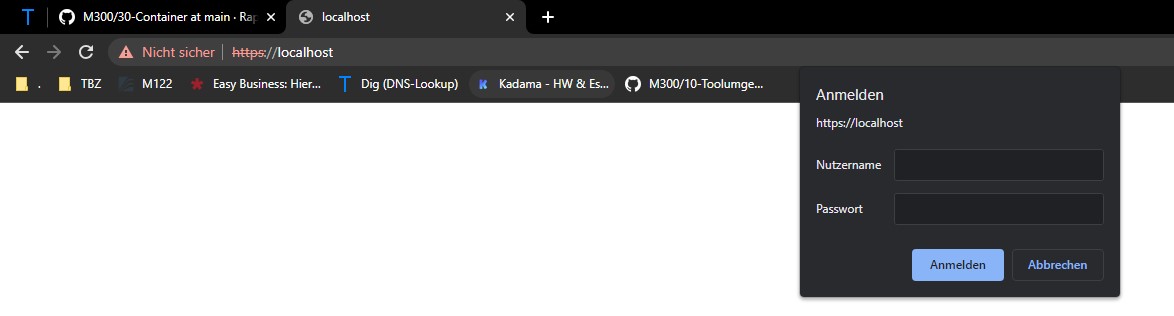 M300/30-Container at main · Rap
localhost
Nicht sicher https://localhost
. TBZ M122 Easy Business: Hier... Dig (DNS-Lookup) Kadama - HW & Es... M300/10-Toolumge...
Anmelden
https://localhost
Nutzername
Passwort
Anmelden Abbrechen